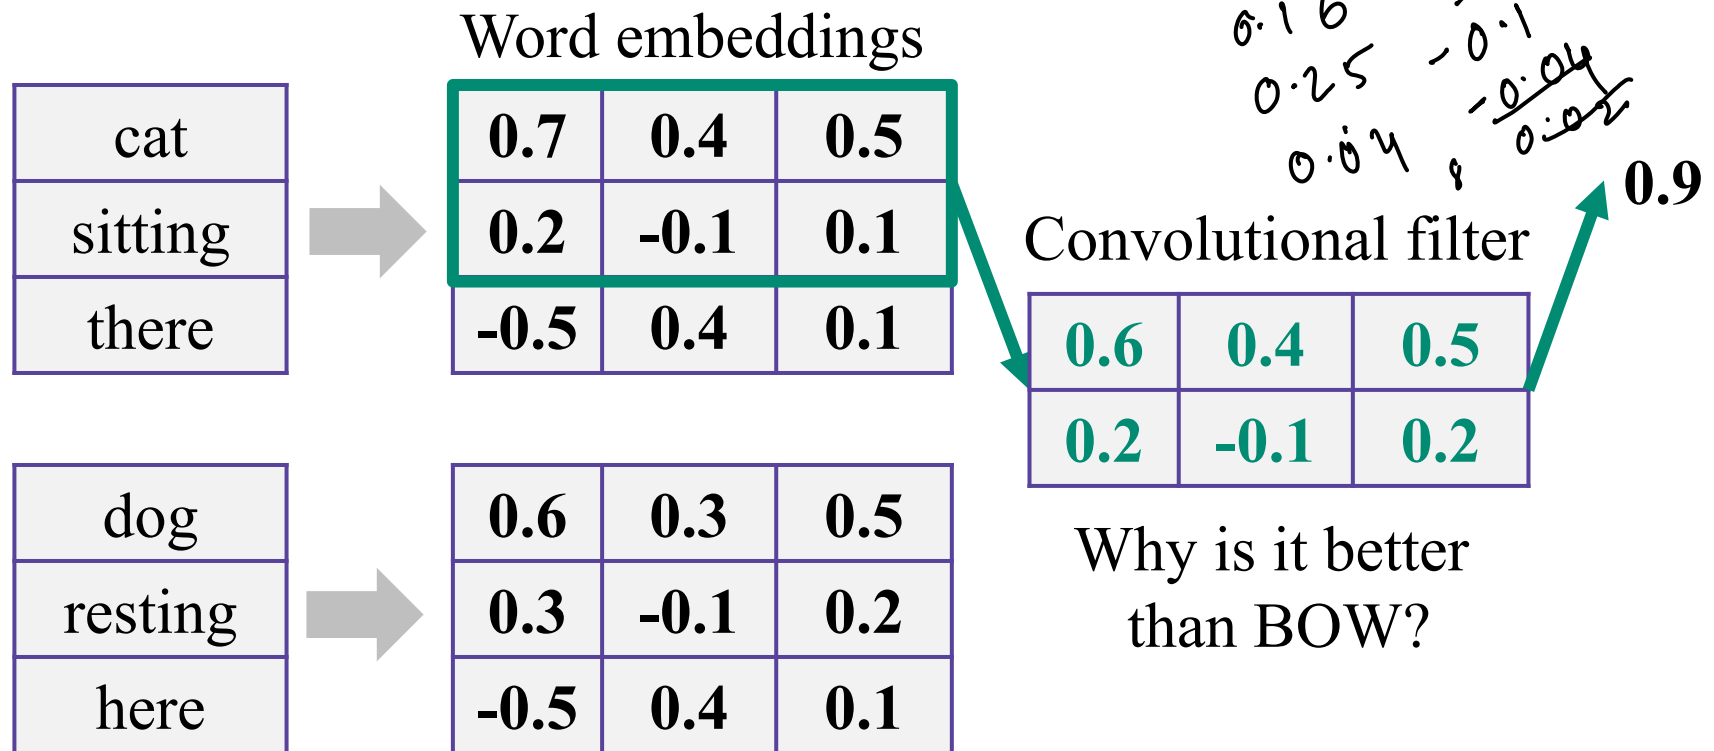 Word embeddings
cat
sitting
there
0.7 0.4 0.5
0.2 -0.1 0.1
-0.5 0.4 0.1
0.16
0.25 -0.1
0.04 -0.04
0.02
0.9
Convolutional filter
0.6 0.4 0.5
0.2 -0.1 0.2
Why is it better
than BOW?
dog
resting
here
0.6 0.3 0.5
0.3 -0.1 0.2
-0.5 0.4 0.1